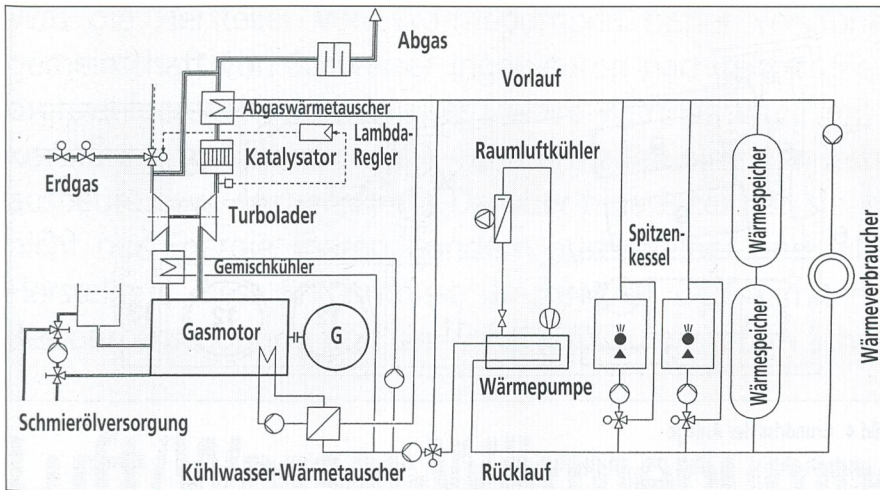 Abgas
Vorlauf
Abgaswärmetauscher
Lambda-
Regler
Katalysator
Raumluftkühler
Erdgas
Turbolader
Spitzen-
kessel
Wärmespeicher
Wärmeverbraucher
Gemischkühler
Gasmotor
G
Wärmepumpe
Wärmespeicher
Schmierölversorgung
Kühlwasser-Wärmetauscher
Rücklauf